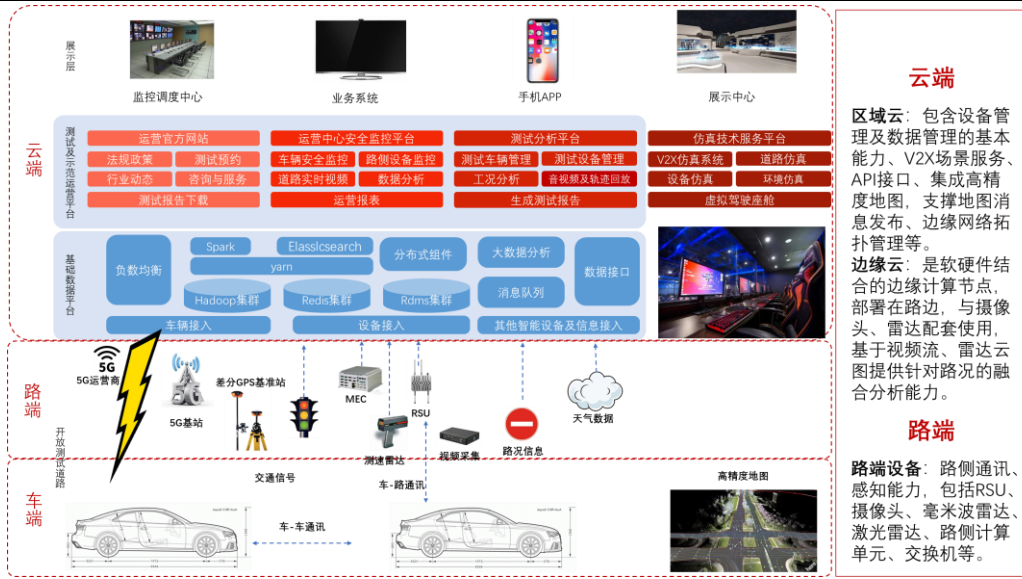 展示层
监控调度中心
业务系统
手机APP
展示中心
云端
测试及示范运营平台
运营官方网站
法规政策 测试预约
行业动态 咨询与服务
测试报告下载
运营中心安全监控平台
车辆安全监控 路侧设备监控
道路实时视频 数据分析
运营报表
测试分析平台
测试车辆管理 测试设备管理
工况分析 音视频及轨迹回放
生成测试报告
仿真技术服务平台
V2X仿真系统 道路仿真
设备仿真 环境仿真
虚拟驾驶座舱
基础数据平台
负数均衡
Spark
Elasslcsearch
yarn
Hadoop集群
Redis集群
Rdms集群
分布式组件
大数据分析
消息队列
数据接口
车辆接入
设备接入
其他智能设备及信息接入
路端
开放测试道路
5G
5G运营商
5G基站
差分GPS基准站
交通信号
MEC
测速雷达
RSU
视频采集
路况信息
天气数据
车-路通讯
车端
车-车通讯
高精度地图
云端
区域云：包含设备管
理及数据管理的基本
能力、V2X场景服务、
API接口、集成高精
度地图，支撑地图消
息发布、边缘网络拓
扑管理等。
边缘云：是软硬件结
合的边缘计算节点，
部署在路边，与摄像
头、雷达配套使用，
基于视频流、雷达云
图提供针对路况的融
合分析能力。
路端
路端设备：路侧通讯、
感知能力，包括RSU、
摄像头、毫米波雷达、
激光雷达、路侧计算
单元、交换机等。